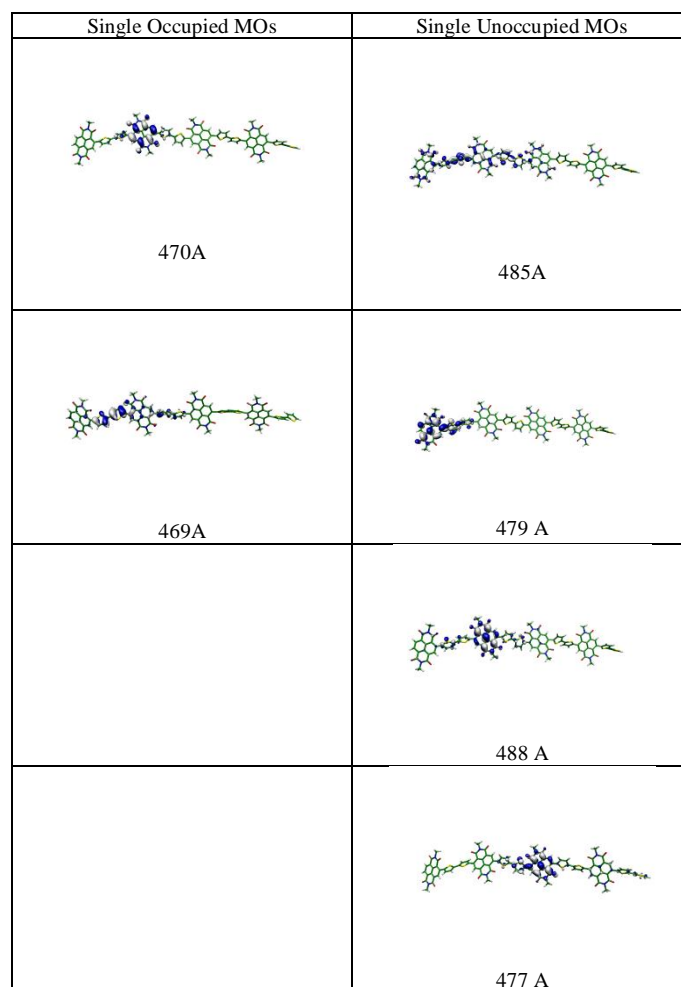 Single Occupied MOs
Single Unoccupied MOs
470A
485A
469A
479 A
488 A
477 A